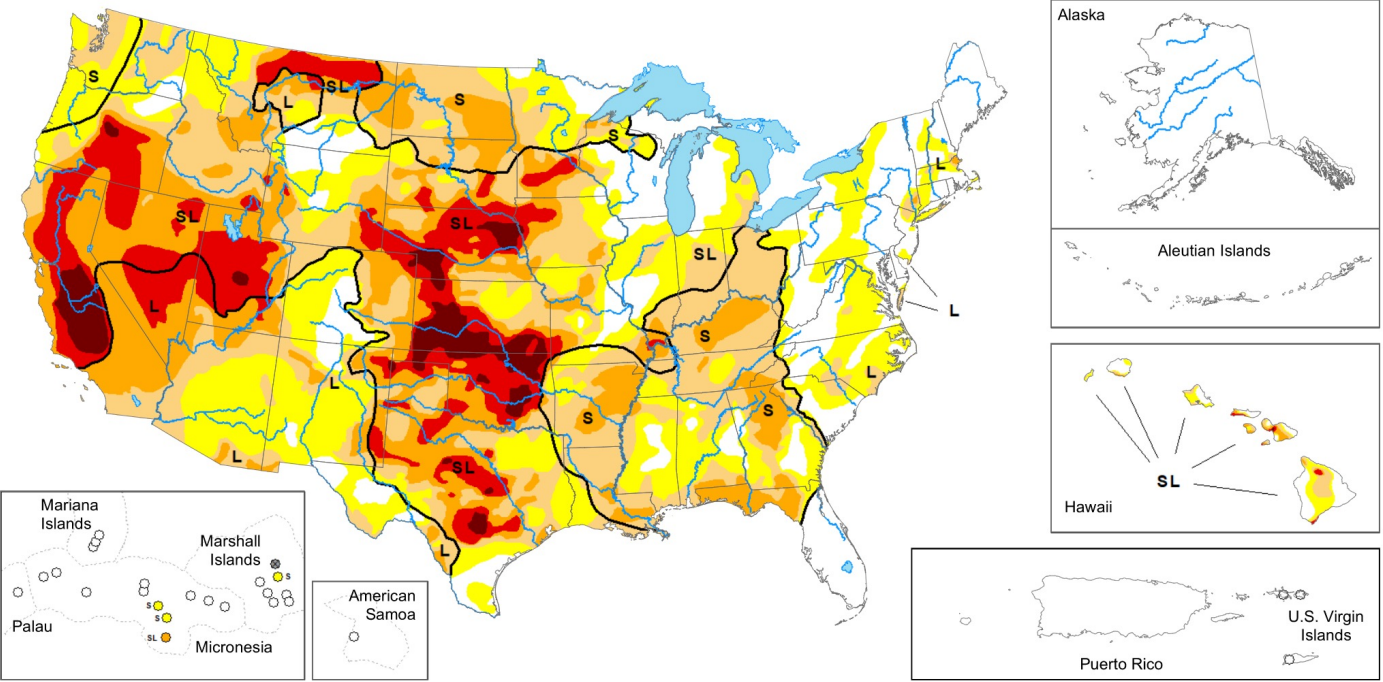 Alaska
Aleutian Islands
S
L
SL
S
S
L
SL
SL
SL
L
S
L
L
S
S
L
L
SL
L
SL
Hawaii
Mariana
Islands
Marshall
Islands
S
S
S
SL
Palau
Micronesia
American
Samoa
U.S. Virgin
Islands
Puerto Rico